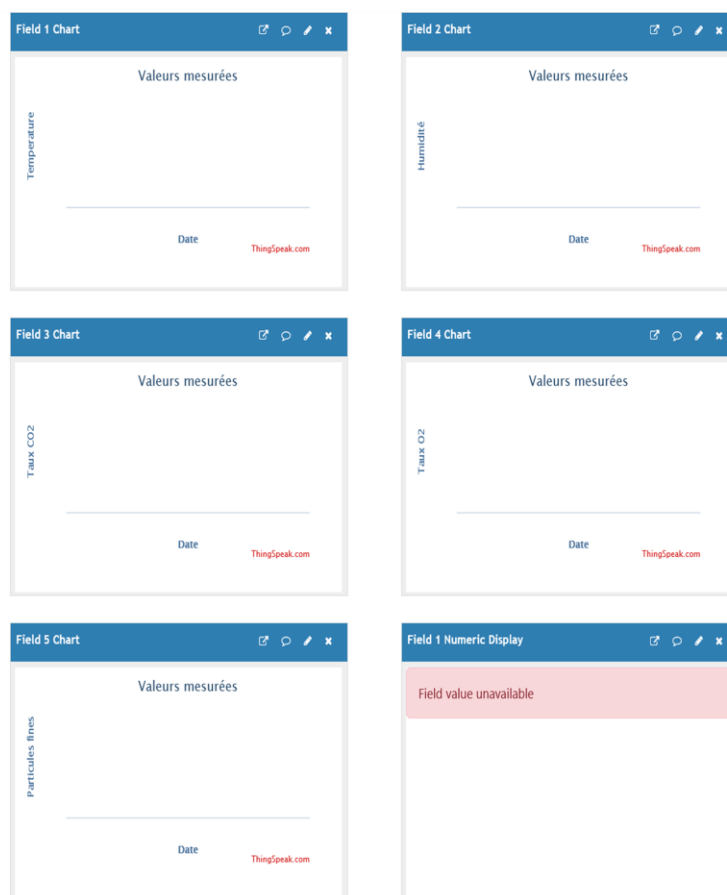 Field 1 Chart
Valeurs mesurées
Temperature
Date
ThingSpeak.com
Field 2 Chart
Valeurs mesurées
Humidité
Date
ThingSpeak.com
Field 3 Chart
Valeurs mesurées
Taux CO2
Date
ThingSpeak.com
Field 4 Chart
Valeurs mesurées
Taux O2
Date
ThingSpeak.com
Field 5 Chart
Valeurs mesurées
Particules fines
Date
ThingSpeak.com
Field 1 Numeric Display
Field value unavailable